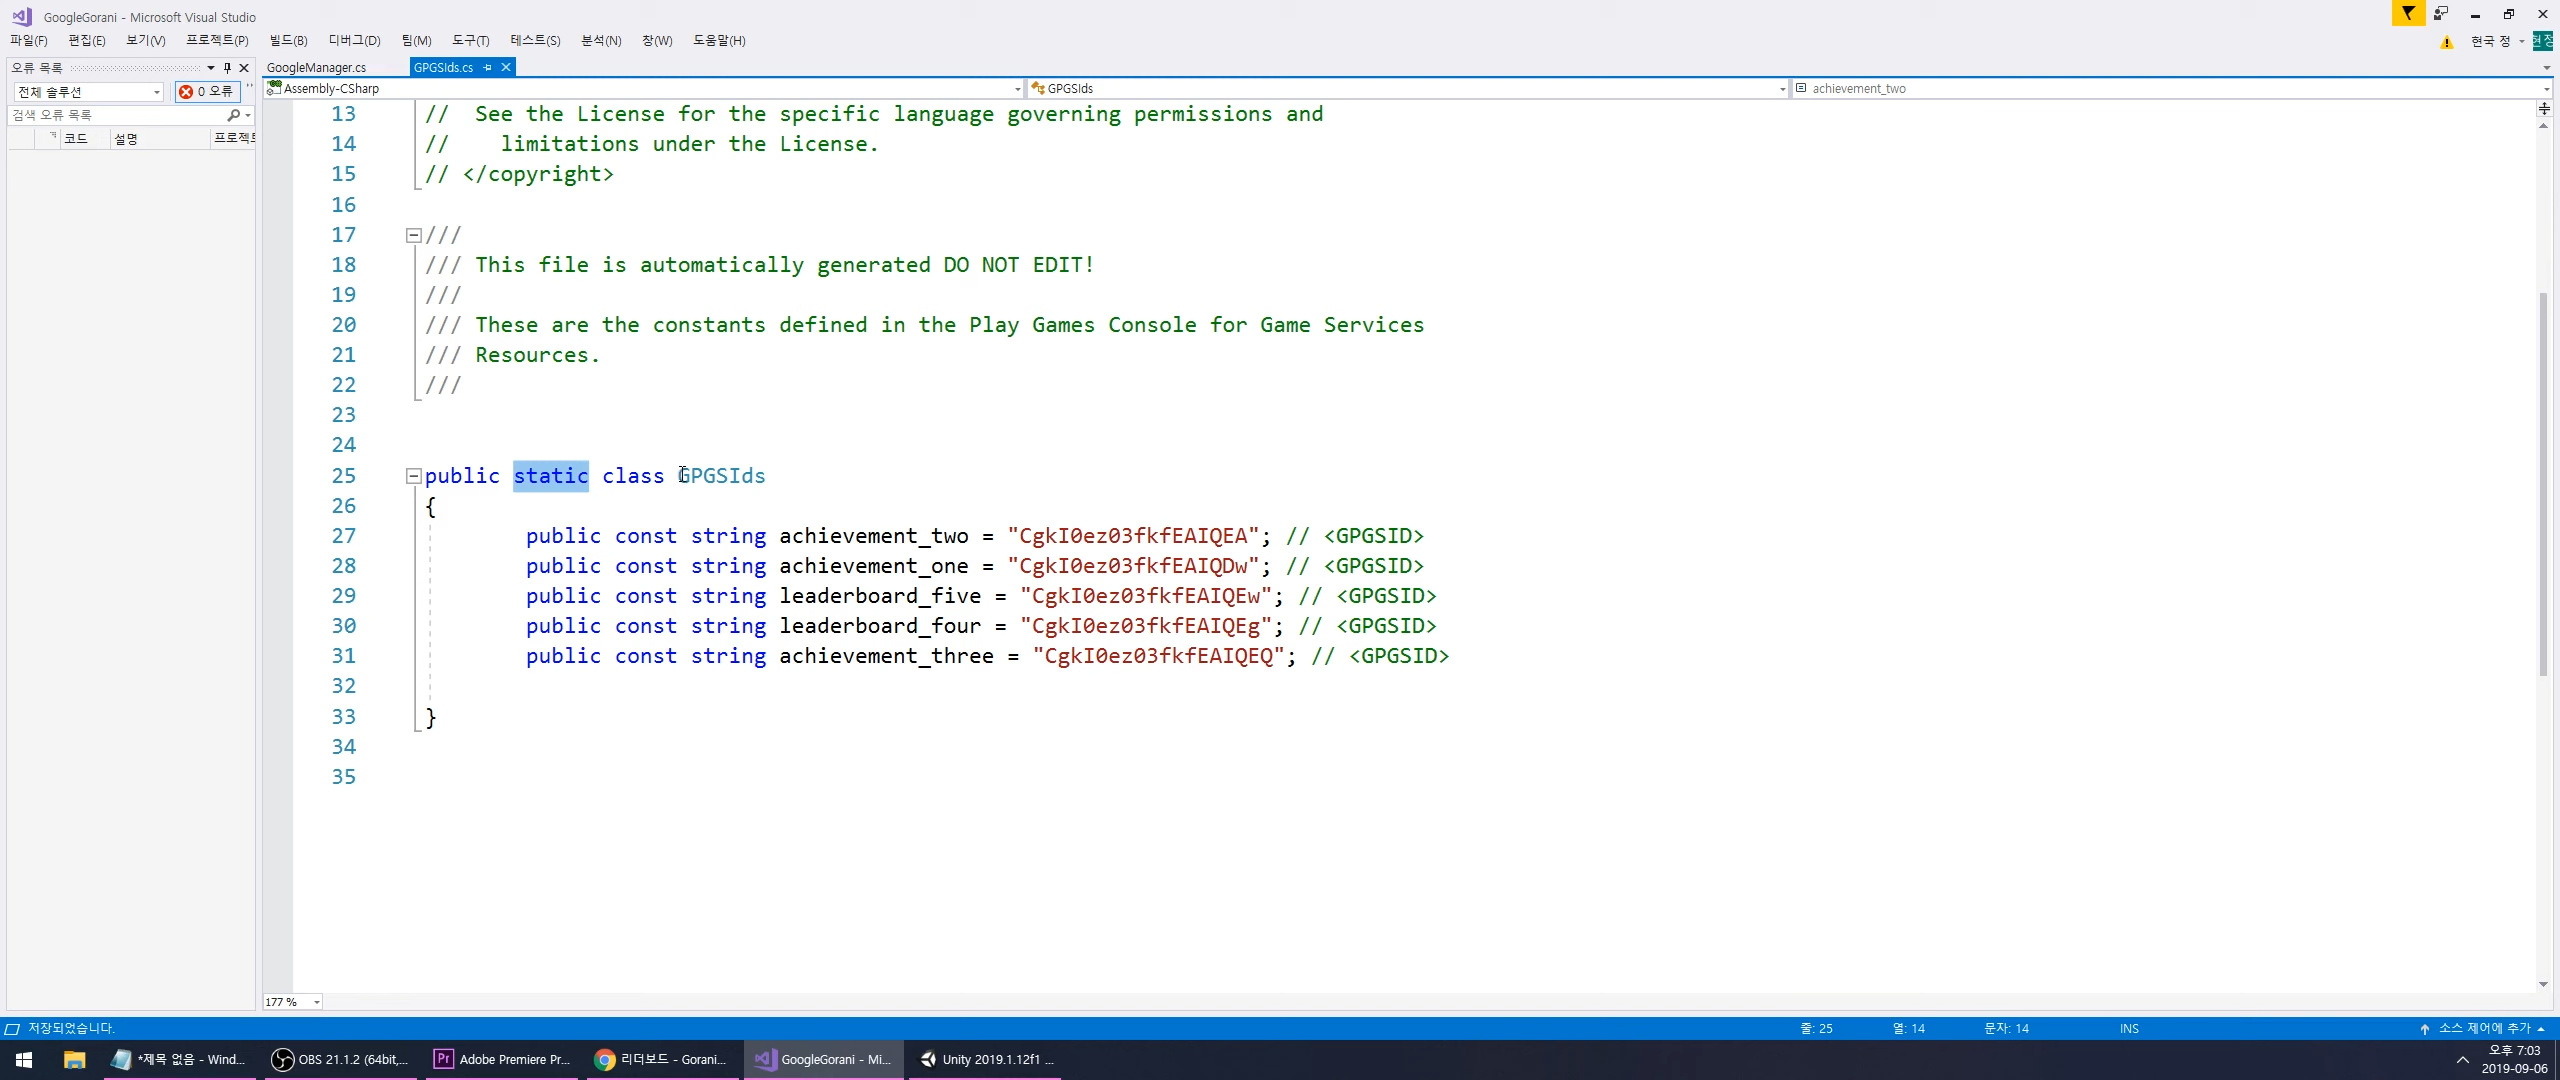 GoogleGorani - Microsoft Visual Studio
파일(F) 편집(E) 보기(V) 프로젝트(P) 빌드(B) 디버그(D) 팀(M) 도구(T) 테스트(S) 분석(N) 창(W) 도움말(H)
현국 정
현정
오류 목록
전체 솔루션
0 오류
검색 오류 목록
코드 설명 프로젝트
GoogleManager.cs
GPGSIds.cs
Assembly-CSharp
GPGSIds
achievement_two
13 // See the License for the specific language governing permissions and
14 // limitations under the License.
15 // </copyright>
16
17 ///
18 /// This file is automatically generated DO NOT EDIT!
19 ///
20 /// These are the constants defined in the Play Games Console for Game Services
21 /// Resources.
22 ///
23
24
25 public static class GPGSIds
26 {
27 public const string achievement_two = "CgkI0ez03fkfEAIQEA"; // <GPGSID>
28 public const string achievement_one = "CgkI0ez03fkfEAIQDw"; // <GPGSID>
29 public const string leaderboard_five = "CgkI0ez03fkfEAIQEw"; // <GPGSID>
30 public const string leaderboard_four = "CgkI0ez03fkfEAIQEg"; // <GPGSID>
31 public const string achievement_three = "CgkI0ez03fkfEAIQEQ"; // <GPGSID>
32
33 }
34
35
177 %
저장되었습니다.
줄: 25
열: 14
문자: 14
INS
소스 제어에 추가
*제목 없음 - Wind...
OBS 21.1.2 (64bit,...
Pr
Adobe Premiere Pr...
리더보드 - Gorani...
GoogleGorani - Mi...
Unity 2019.1.12f1 ...
오후 7:03
2019-09-06